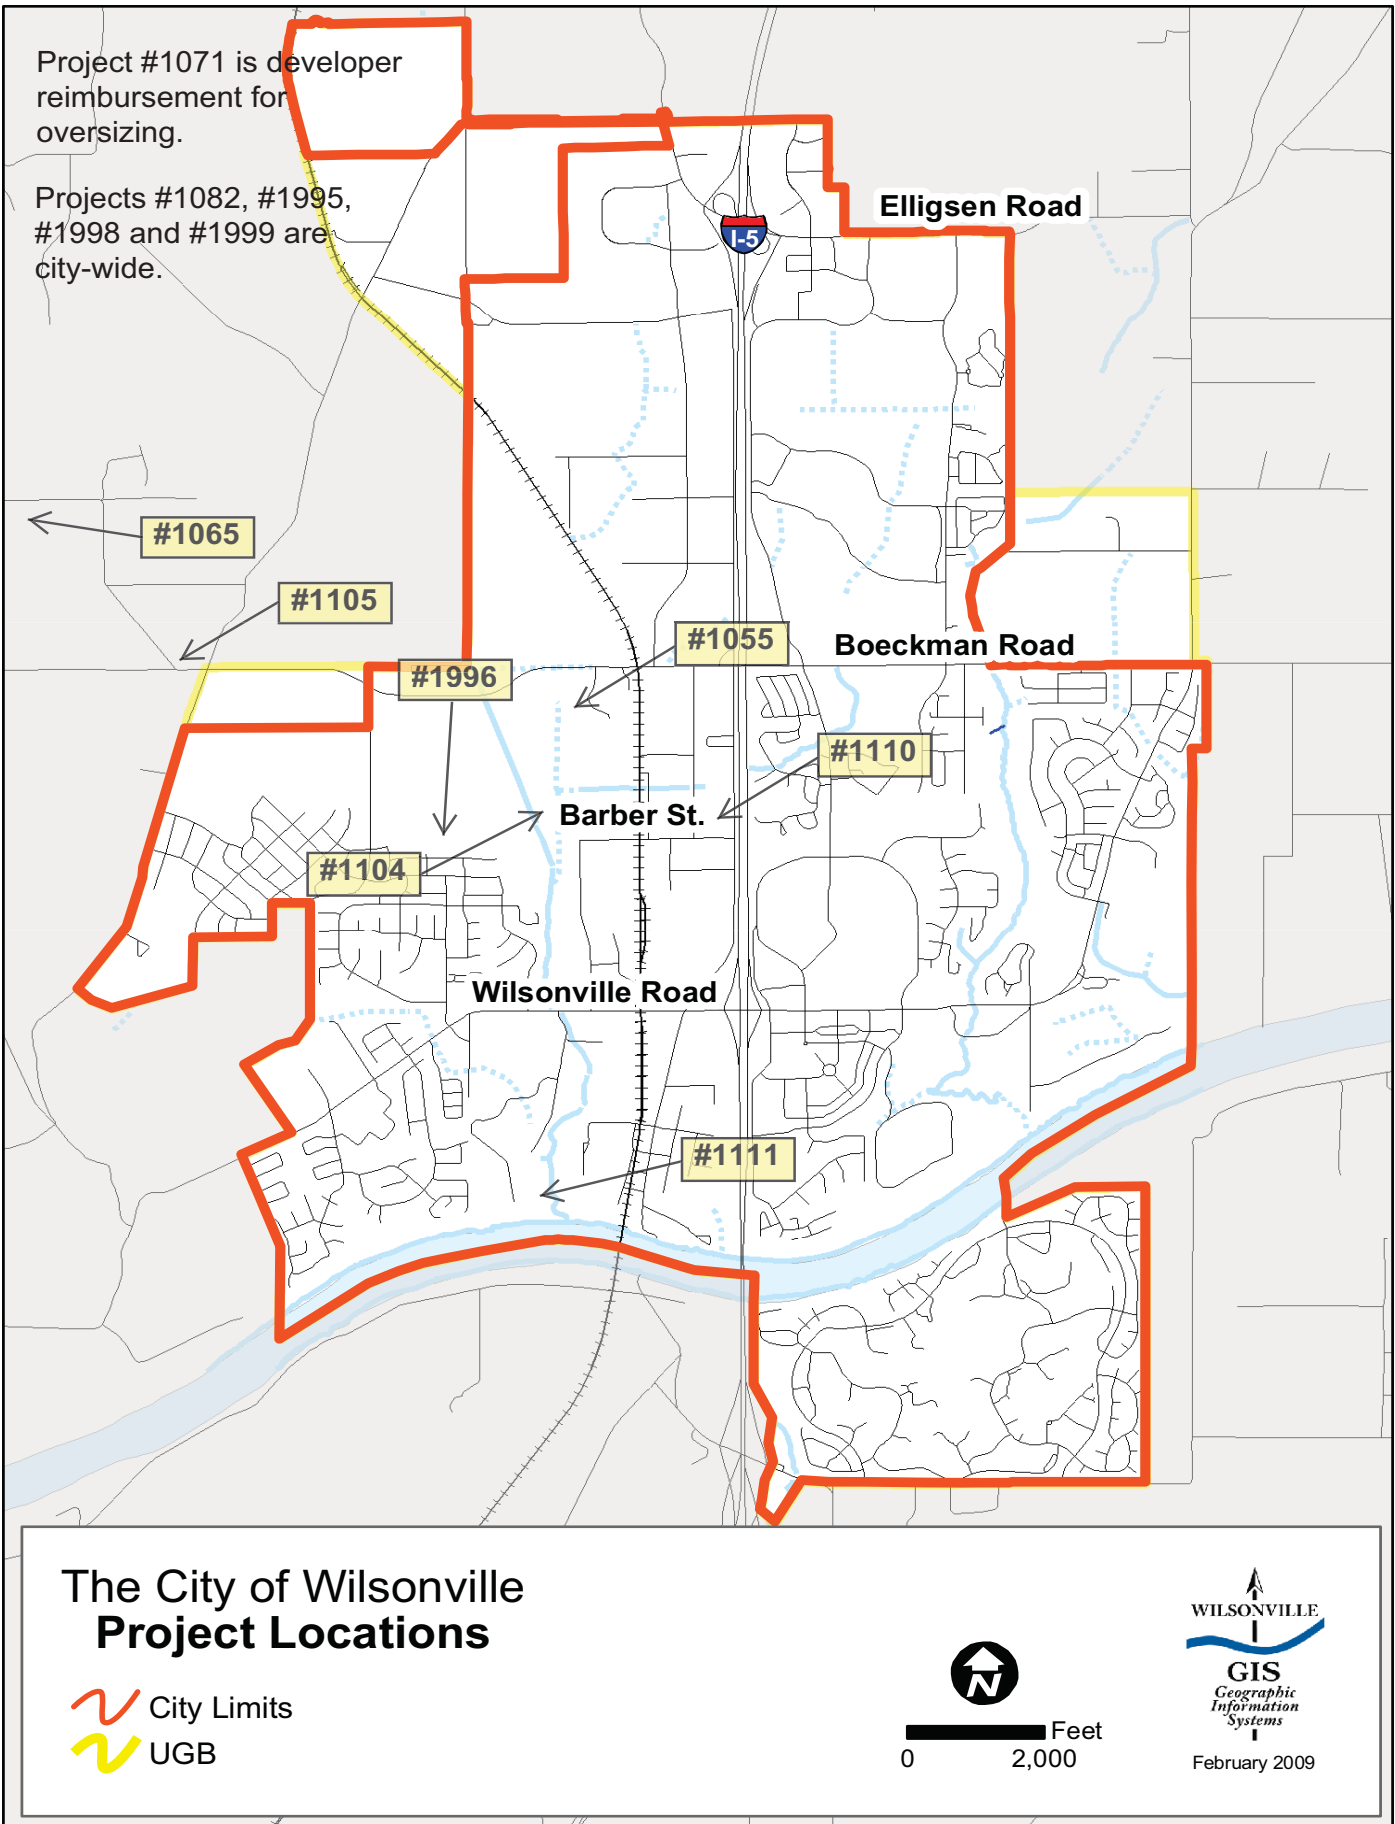 Project #1071 is developer
reimbursement for
oversizing.
Projects #1082, #1995,
#1998 and #1999 are
city-wide.
Elligsen Road
I-5
#1065
#1105
#1055
Boeckman Road
#1996
#1110
Barber St.
#1104
Wilsonville Road
#1111
The City of Wilsonville
Project Locations
City Limits
UGB
N
Feet
0 2,000
WILSONVILLE
GIS
Geographic
Information
Systems
February 2009